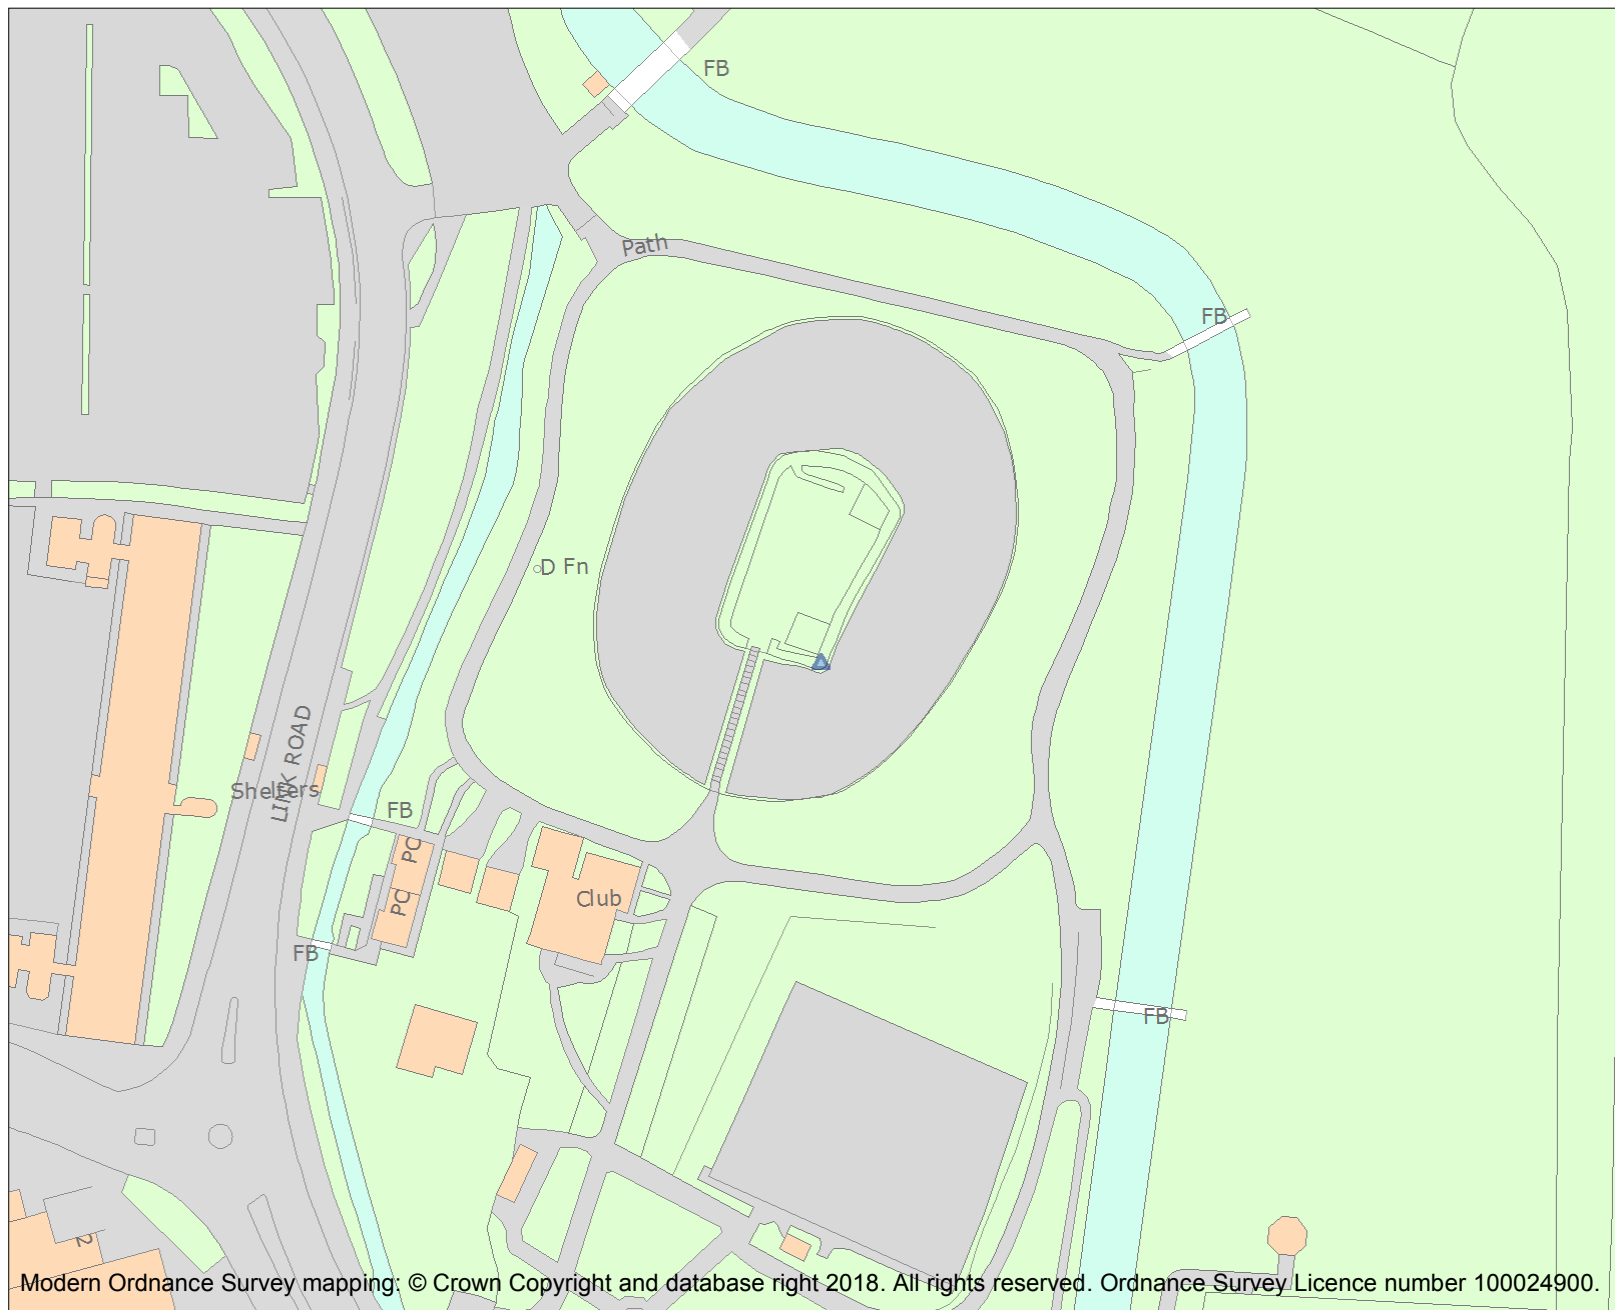 FB
Path
FB
D Fn
LINK ROAD
Shelters
FB
PC
PC
Club
FB
FB
2
Modern Ordnance Survey mapping: © Crown Copyright and database right 2018. All rights reserved. Ordnance Survey Licence number 100024900.